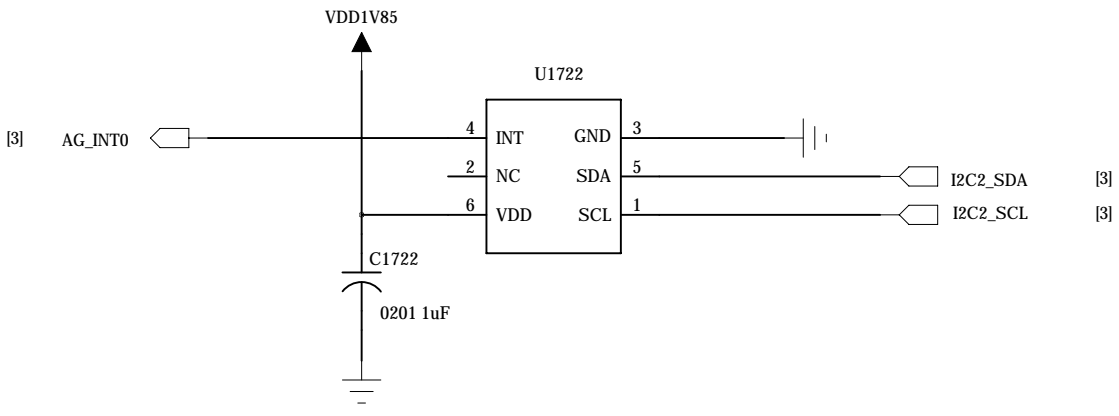 VDD1V85
U1722
[3] AG_INT0 4 INT GND 3
2 NC SDA 5 I2C2_SDA [3]
6 VDD SCL 1 I2C2_SCL [3]
C1722
0201 1uF